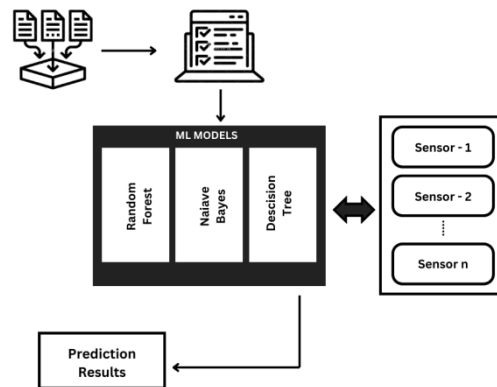 ML MODELS
Random
Forest
Naiave
Bayes
Descision
Tree
Sensor - 1
Sensor - 2
Sensor n
Prediction
Results